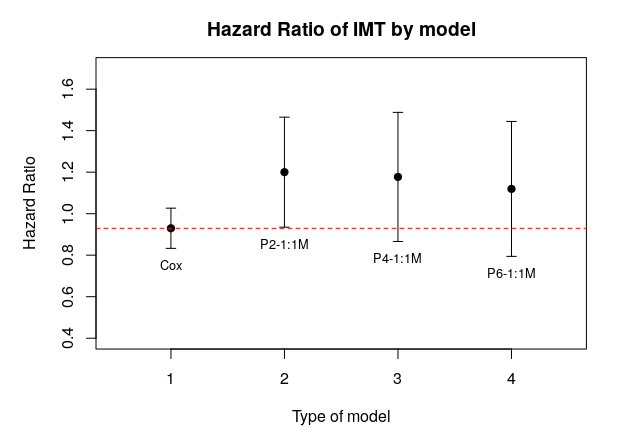 Hazard Ratio of IMT by model
Hazard Ratio
1.6
1.4
1.2
1.0
0.8
0.6
0.4
Cox
P2-1:1M
P4-1:1M
P6-1:1M
1 2 3 4
Type of model